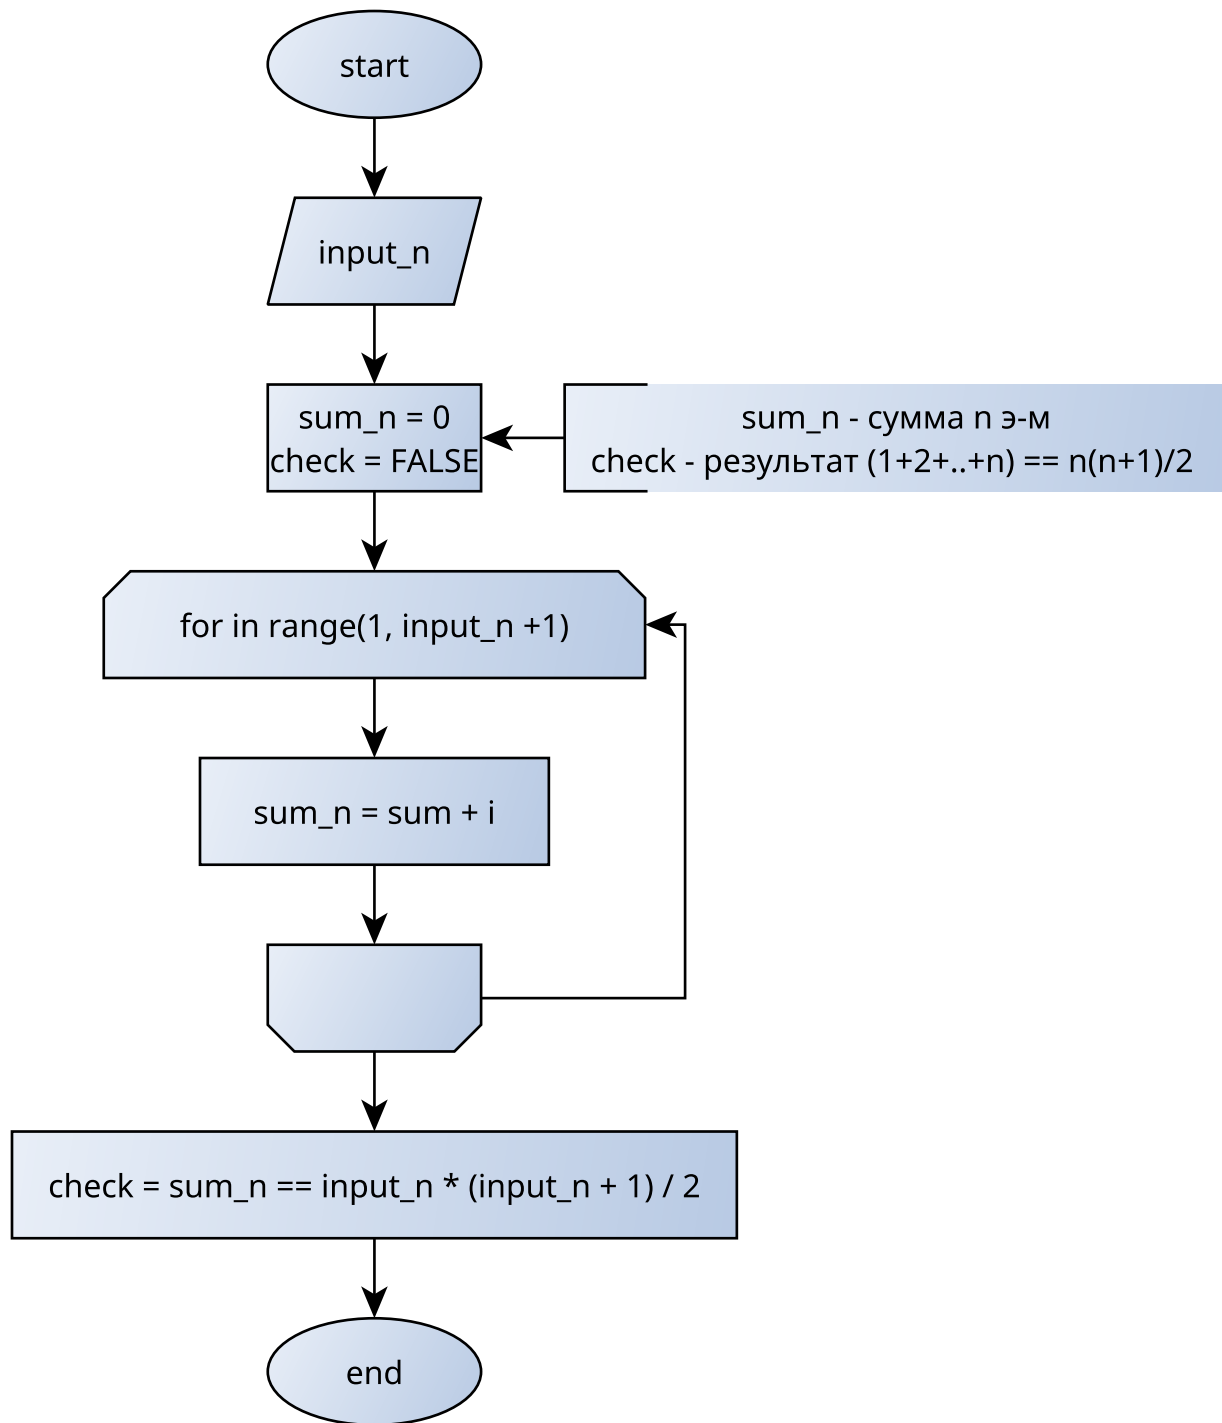 start
input_n
sum_n = 0
check = FALSE
sum_n - сумма n э-м
check - результат (1+2+..+n) == n(n+1)/2
for in range(1, input_n +1)
sum_n = sum + i
check = sum_n == input_n * (input_n + 1) / 2
end